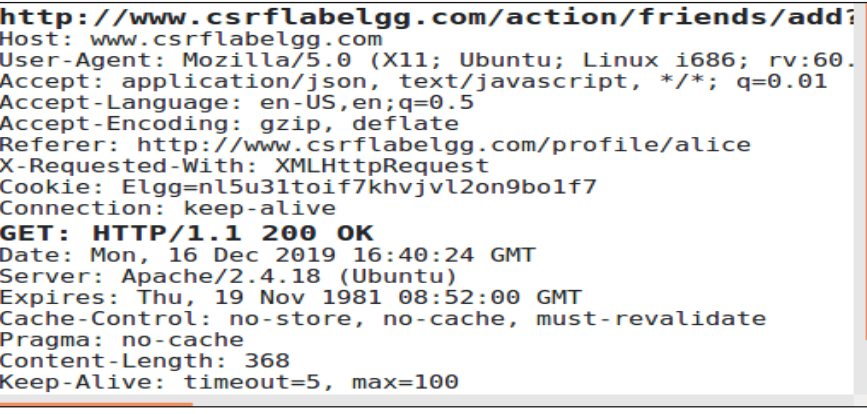 http://www.csrflabelgg.com/action/friends/add?
Host: www.csrflabelgg.com
User-Agent: Mozilla/5.0 (X11; Ubuntu; Linux i686; rv:60.
Accept: application/json, text/javascript, */*; q=0.01
Accept-Language: en-US,en;q=0.5
Accept-Encoding: gzip, deflate
Referer: http://www.csrflabelgg.com/profile/alice
X-Requested-With: XMLHttpRequest
Cookie: Elgg=nl5u31toif7khvjvl2on9bo1f7
Connection: keep-alive
GET: HTTP/1.1 200 OK
Date: Mon, 16 Dec 2019 16:40:24 GMT
Server: Apache/2.4.18 (Ubuntu)
Expires: Thu, 19 Nov 1981 08:52:00 GMT
Cache-Control: no-store, no-cache, must-revalidate
Pragma: no-cache
Content-Length: 368
Keep-Alive: timeout=5, max=100